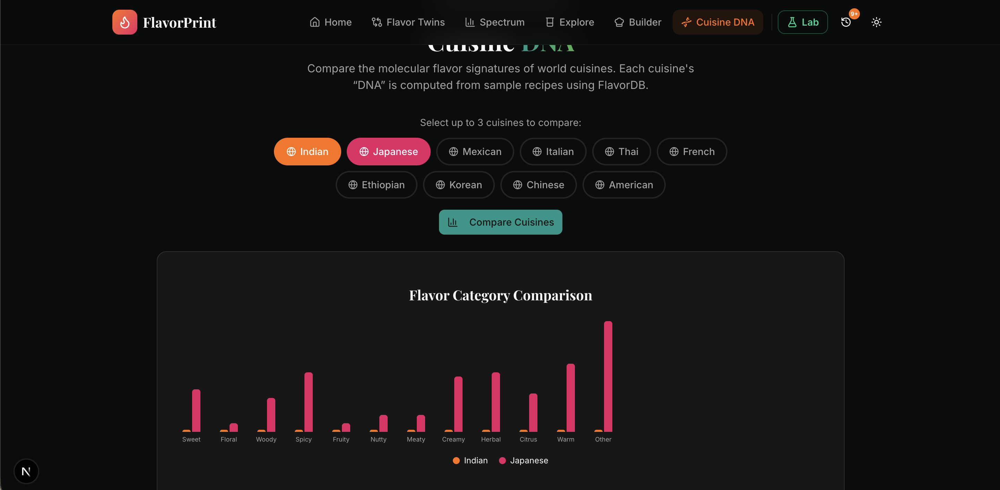 FlavorPrint
Home
Flavor Twins
Spectrum
Explore
Builder
Cuisine DNA
Lab
9+
Cuisine DNA
Compare the molecular flavor signatures of world cuisines. Each cuisine's
“DNA” is computed from sample recipes using FlavorDB.
Select up to 3 cuisines to compare:
Indian
Japanese
Mexican
Italian
Thai
French
Ethiopian
Korean
Chinese
American
Compare Cuisines
Flavor Category Comparison
Sweet
Floral
Woody
Spicy
Fruity
Nutty
Meaty
Creamy
Herbal
Citrus
Warm
Other
Indian
Japanese
N